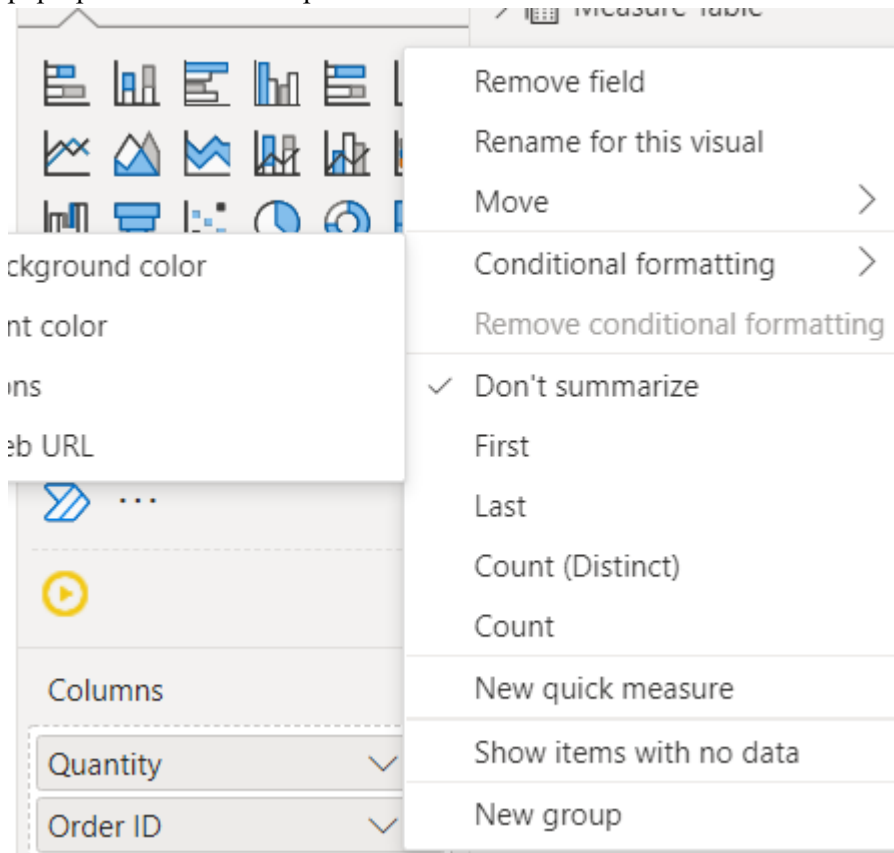 Measure Table
Remove field
Rename for this visual
Move
Conditional formatting
Remove conditional formatting
ckground color
nt color
ons
eb URL
Don't summarize
First
Last
Count (Distinct)
Count
New quick measure
Show items with no data
New group
...
Columns
Quantity
Order ID